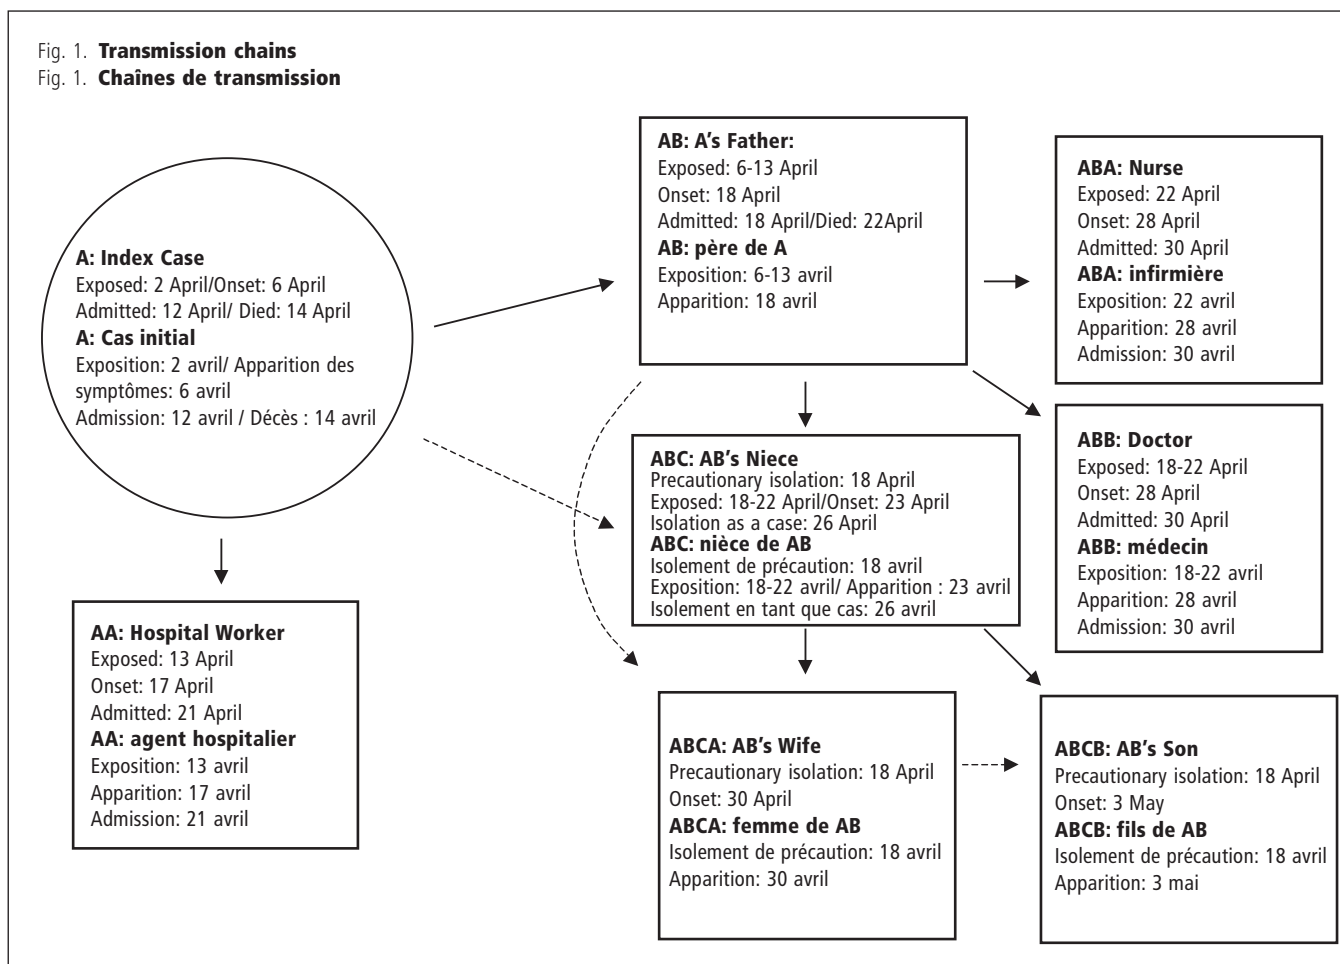 Fig. 1. Transmission chains
Fig. 1. Chaînes de transmission
A: Index Case
Exposed: 2 April/Onset: 6 April
Admitted: 12 April/ Died: 14 April
A: Cas initial
Exposition: 2 avril/ Apparition des
symptômes: 6 avril
Admission: 12 avril / Décès : 14 avril
AA: Hospital Worker
Exposed: 13 April
Onset: 17 April
Admitted: 21 April
AA: agent hospitalier
Exposition: 13 avril
Apparition: 17 avril
Admission: 21 avril
AB: A's Father:
Exposed: 6-13 April
Onset: 18 April
Admitted: 18 April/Died: 22April
AB: père de A
Exposition: 6-13 avril
Apparition: 18 avril
ABA: Nurse
Exposed: 22 April
Onset: 28 April
Admitted: 30 April
ABA: infirmière
Exposition: 22 avril
Apparition: 28 avril
Admission: 30 avril
ABC: AB's Niece
Precautionary isolation: 18 April
Exposed: 18-22 April/Onset: 23 April
Isolation as a case: 26 April
ABC: nièce de AB
Isolement de précaution: 18 avril
Exposition: 18-22 avril/ Apparition : 23 avril
Isolement en tant que cas: 26 avril
ABB: Doctor
Exposed: 18-22 April
Onset: 28 April
Admitted: 30 April
ABB: médecin
Exposition: 18-22 avril
Apparition: 28 avril
Admission: 30 avril
ABCA: AB's Wife
Precautionary isolation: 18 April
Onset: 30 April
ABCA: femme de AB
Isolement de précaution: 18 avril
Apparition: 30 avril
ABCB: AB's Son
Precautionary isolation: 18 April
Onset: 3 May
ABCB: fils de AB
Isolement de précaution: 18 avril
Apparition: 3 mai